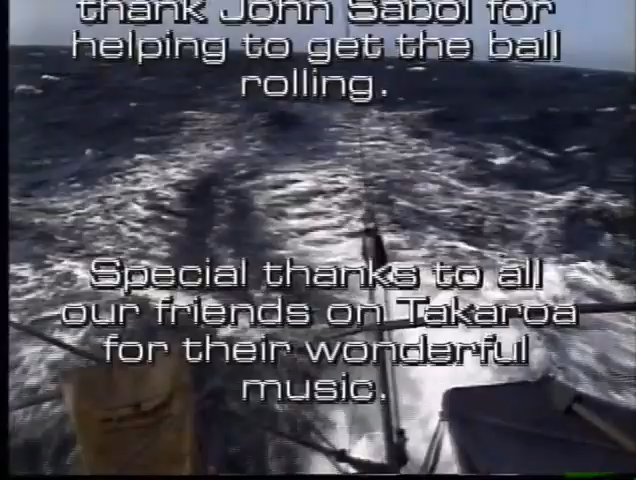 thank John Sabol for
helping to get the ball
rolling.
Special thanks to all
our friends on Takaroa
for their wonderful
music.